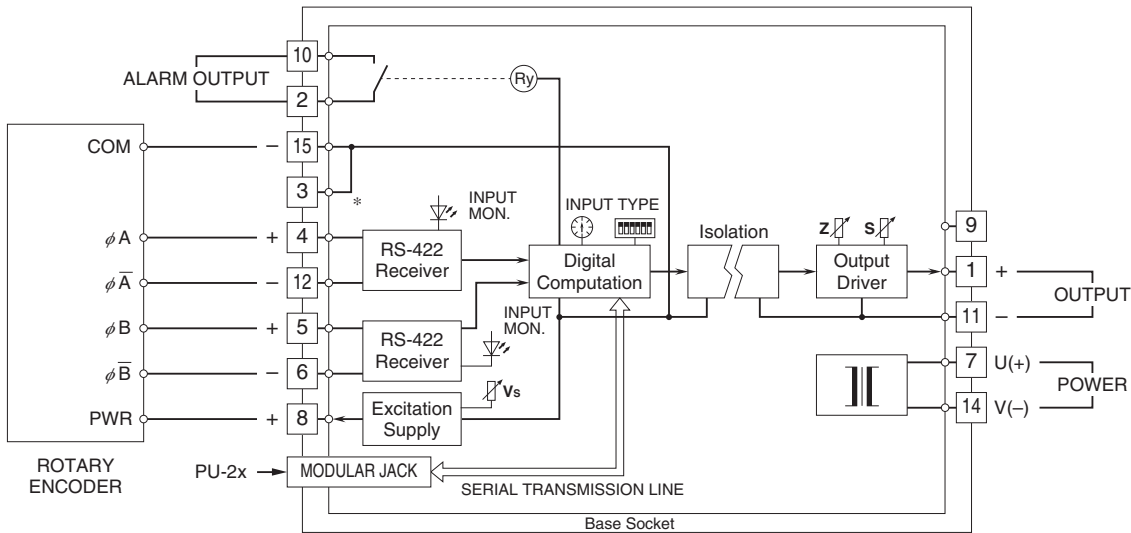 10
ALARM OUTPUT
2
Ry
COM
– 15
3
*
INPUT
MON.
INPUT TYPE
φA
+ 4
RS-422
Receiver
φA̅
– 12
Digital
Computation
Isolation
Z
S
Output
Driver
9
1 +
OUTPUT
11 –
φB
+ 5
RS-422
Receiver
INPUT
MON.
φB̅
– 6
7 U(+)
POWER
14 V(–)
PWR
+ 8
Excitation
Supply
Vs
ROTARY
ENCODER
PU-2x
MODULAR JACK
SERIAL TRANSMISSION LINE
Base Socket